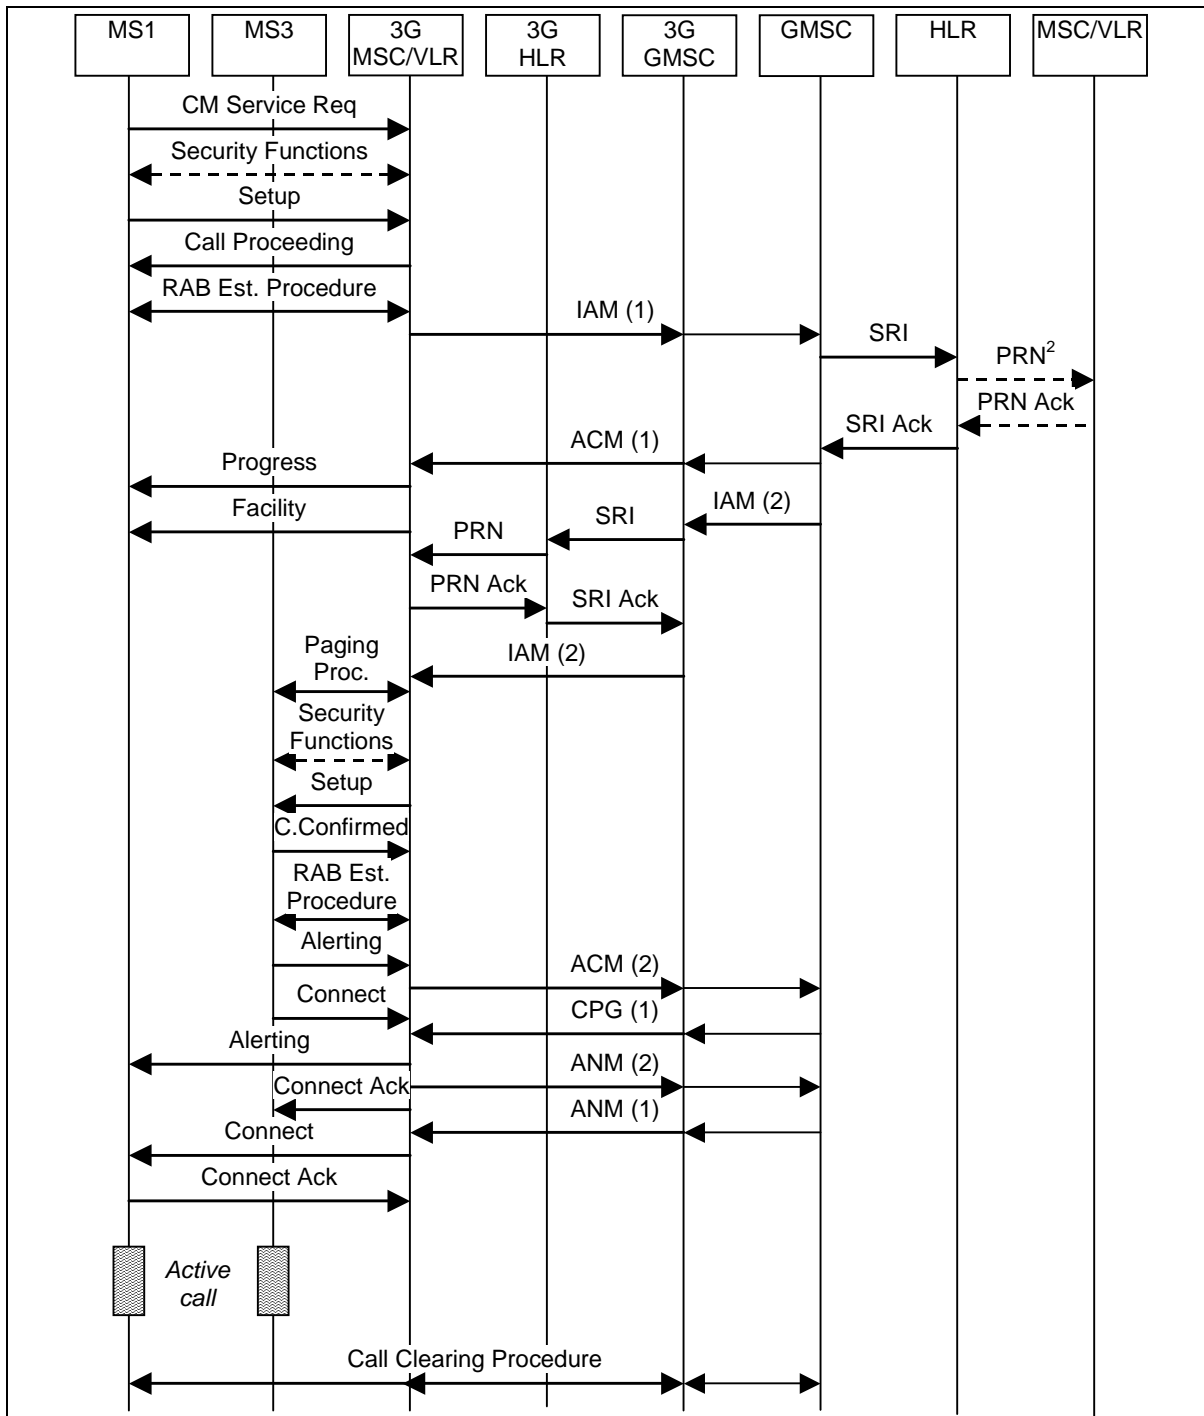 MS1
MS3
3G
MSC/VLR
3G
HLR
3G
GMSC
GMSC
HLR
MSC/VLR
CM Service Req
Security Functions
Setup
Call Proceeding
RAB Est. Procedure
IAM (1)
SRI
PRN²
PRN Ack
SRI Ack
ACM (1)
Progress
IAM (2)
Facility
SRI
PRN
PRN Ack
SRI Ack
Paging
Proc.
IAM (2)
Security
Functions
Setup
C.Confirmed
RAB Est.
Procedure
Alerting
ACM (2)
Connect
CPG (1)
Alerting
ANM (2)
Connect Ack
ANM (1)
Connect
Connect Ack
Active
call
Call Clearing Procedure